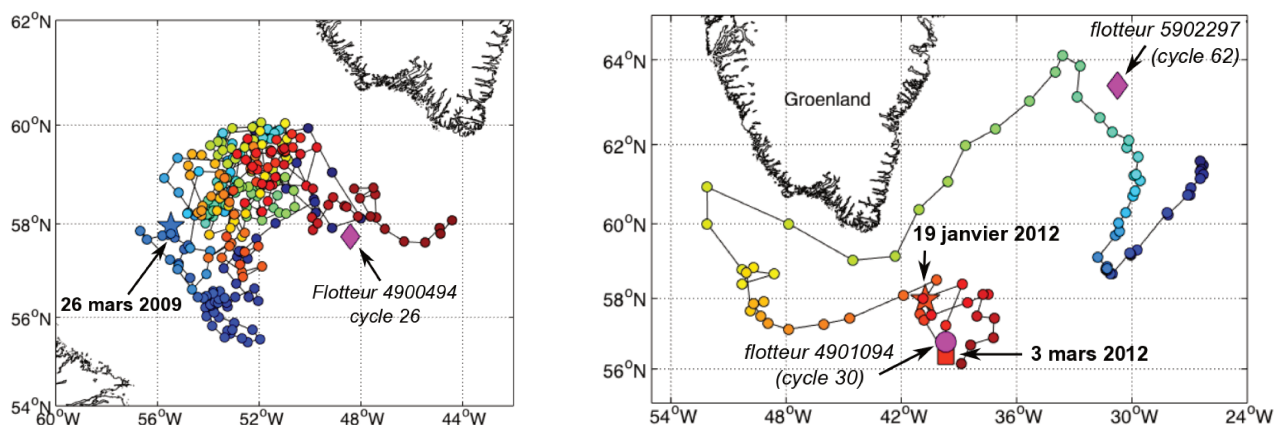 62°N
60°N
58°N
56°N
54°N
60°W
56°W
52°W
48°W
44°W
26 mars 2009
Flotteur 4900494
cycle 26
64°N
62°N
60°N
58°N
56°N
54°W
48°W
42°W
36°W
30°W
24°W
Groenland
flotteur 5902297
(cycle 62)
19 janvier 2012
flotteur 4901094
(cycle 30)
3 mars 2012